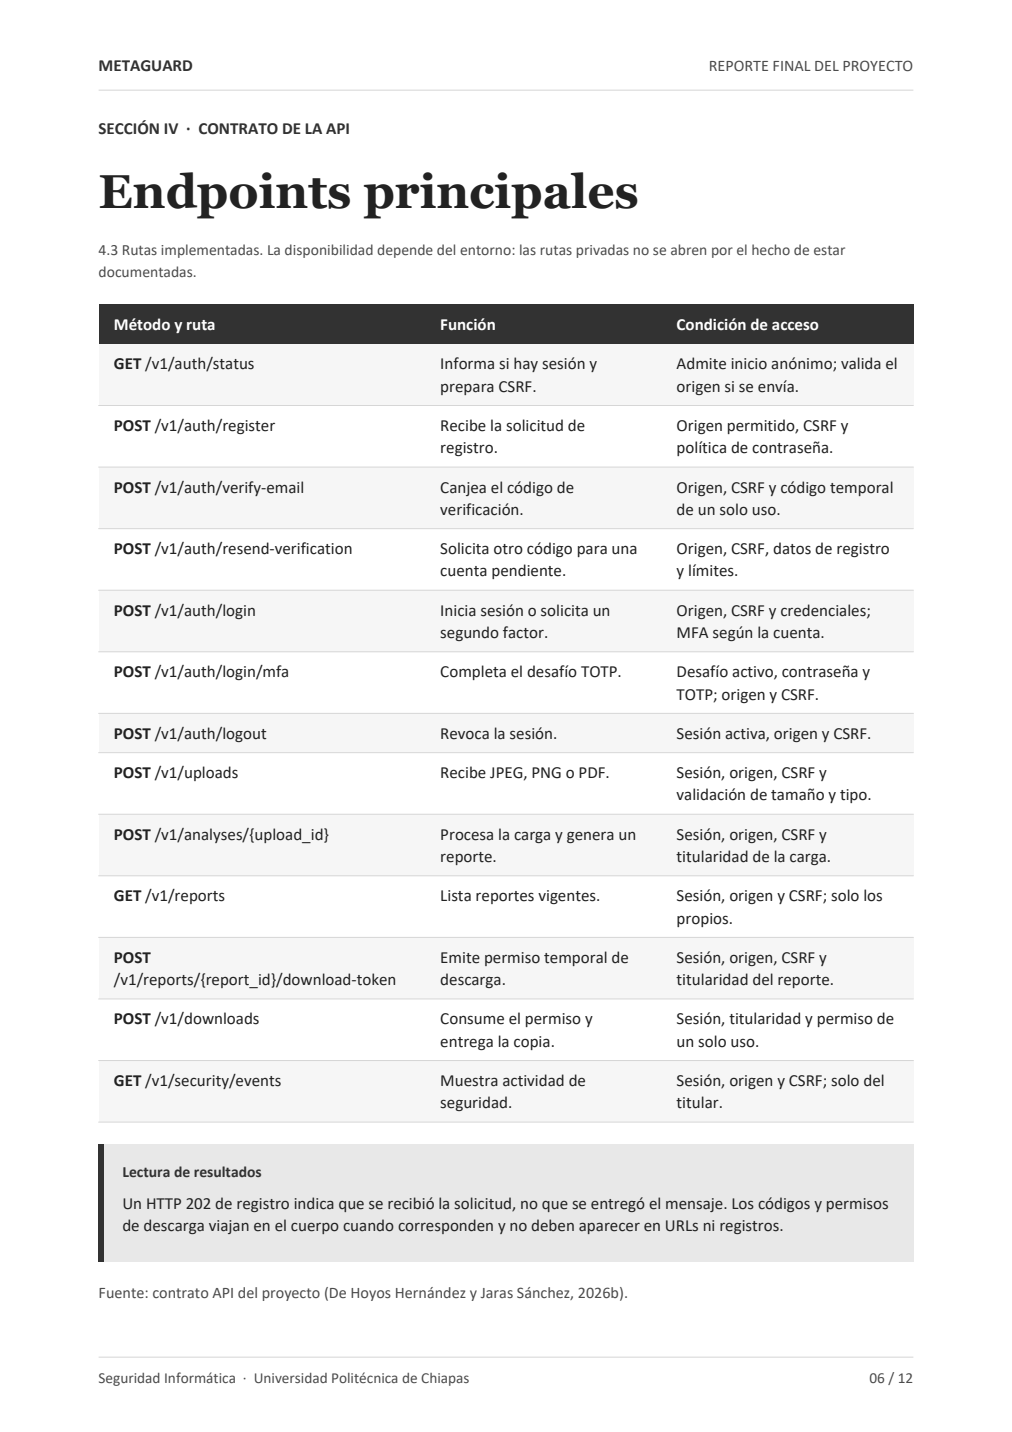 METAGUARD
REPORTE FINAL DEL PROYECTO
SECCIÓN IV · CONTRATO DE LA API
Endpoints principales
4.3 Rutas implementadas. La disponibilidad depende del entorno: las rutas privadas no se abren por el hecho de estar
documentadas.
Método y ruta
Función
Condición de acceso
GET /v1/auth/status
Informa si hay sesión y
prepara CSRF.
Admite inicio anónimo; valida el
origen si se envía.
POST /v1/auth/register
Recibe la solicitud de
registro.
Origen permitido, CSRF y
política de contraseña.
POST /v1/auth/verify-email
Canjea el código de
verificación.
Origen, CSRF y código temporal
de un solo uso.
POST /v1/auth/resend-verification
Solicita otro código para una
cuenta pendiente.
Origen, CSRF, datos de registro
y límites.
POST /v1/auth/login
Inicia sesión o solicita un
segundo factor.
Origen, CSRF y credenciales;
MFA según la cuenta.
POST /v1/auth/login/mfa
Completa el desafío TOTP.
Desafío activo, contraseña y
TOTP; origen y CSRF.
POST /v1/auth/logout
Revoca la sesión.
Sesión activa, origen y CSRF.
POST /v1/uploads
Recibe JPEG, PNG o PDF.
Sesión, origen, CSRF y
validación de tamaño y tipo.
POST /v1/analyses/{upload_id}
Procesa la carga y genera un
reporte.
Sesión, origen, CSRF y
titularidad de la carga.
GET /v1/reports
Lista reportes vigentes.
Sesión, origen y CSRF; solo los
propios.
POST
/v1/reports/{report_id}/download-token
Emite permiso temporal de
descarga.
Sesión, origen, CSRF y
titularidad del reporte.
POST /v1/downloads
Consume el permiso y
entrega la copia.
Sesión, titularidad y permiso de
un solo uso.
GET /v1/security/events
Muestra actividad de
seguridad.
Sesión, origen y CSRF; solo del
titular.
Lectura de resultados
Un HTTP 202 de registro indica que se recibió la solicitud, no que se entregó el mensaje. Los códigos y permisos
de descarga viajan en el cuerpo cuando corresponden y no deben aparecer en URLs ni registros.
Fuente: contrato API del proyecto (De Hoyos Hernández y Jaras Sánchez, 2026b).
Seguridad Informática · Universidad Politécnica de Chiapas
06 / 12